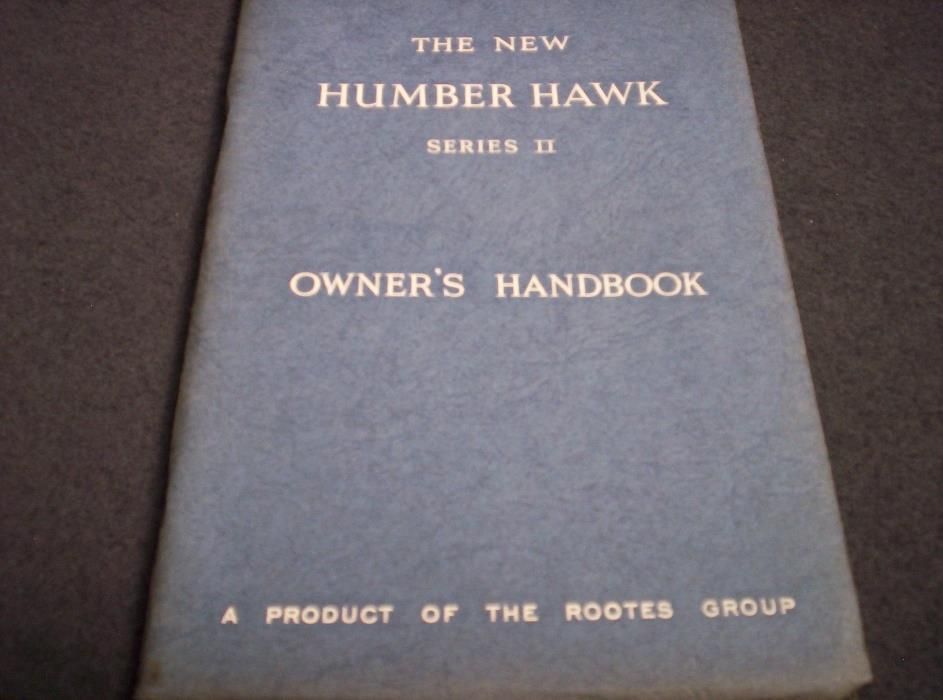 THE NEW
HUMBER HAWK
SERIES II
OWNER'S HANDBOOK
A PRODUCT OF THE ROOTES GROUP